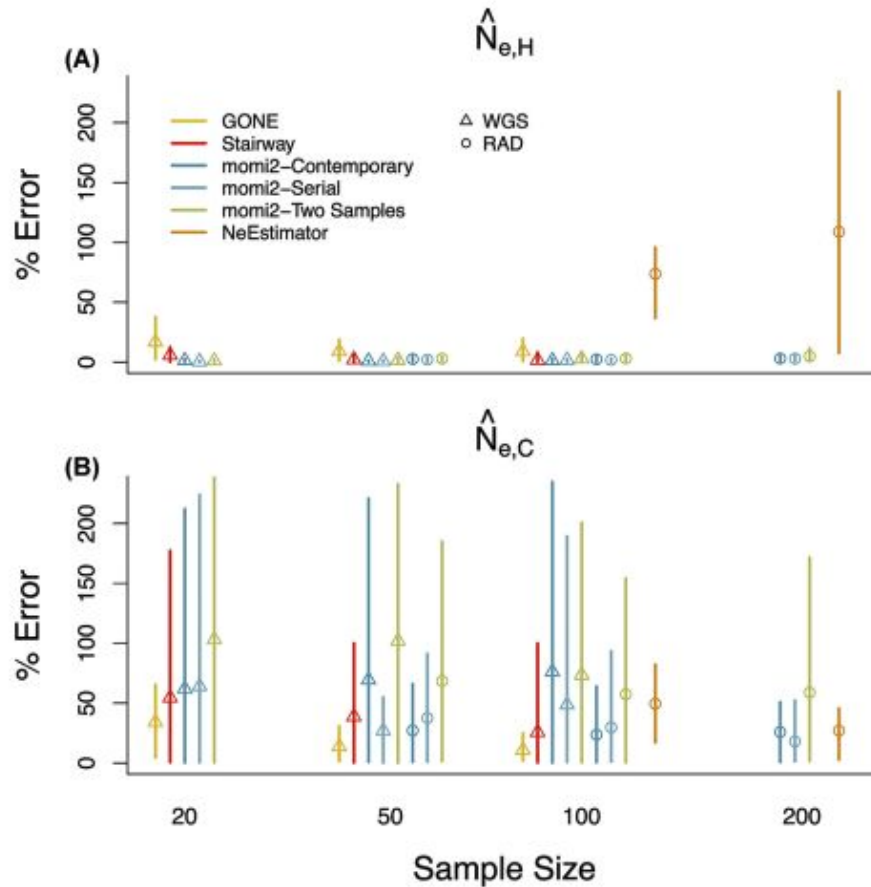 N̂e,H
(A)
GONE
Stairway
momi2-Contemporary
momi2-Serial
momi2-Two Samples
NeEstimator
WGS
RAD
% Error
200
150
100
50
0
N̂e,C
(B)
% Error
200
150
100
50
0
20 50 100 200
Sample Size